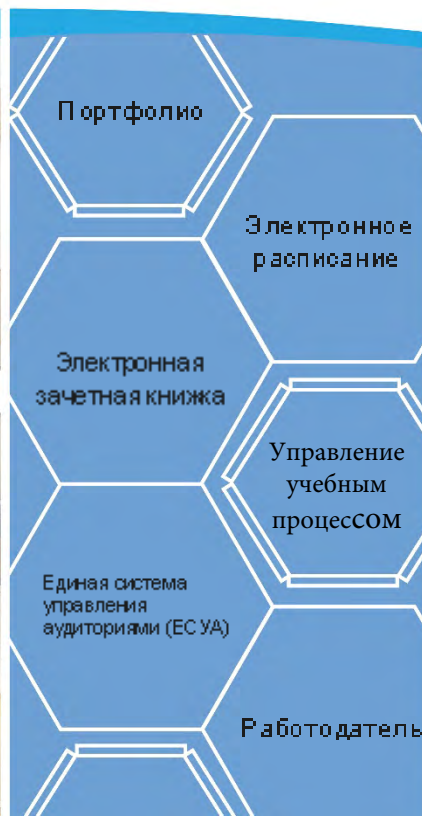 Портфолио
Электронное
расписание
Электронная
зачетная книжка
Управление
учебным
процессом
Единая система
управления
аудиториями (ЕСУА)
Работодатель